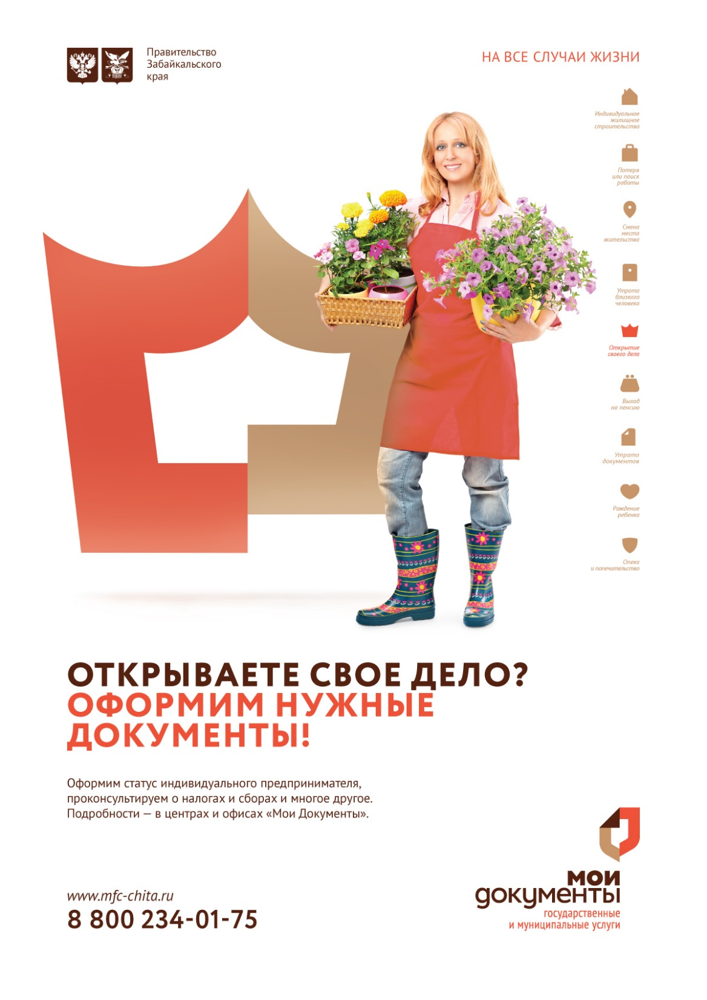 Правительство
Забайкальского
края
НА ВСЕ СЛУЧАИ ЖИЗНИ
Индивидуальное
жилищное
строительство
Потеря
или поиск
работы
Смена
места
жительства
Утрата
близкого
человека
Открытие
своего дела
Выход
на пенсию
Утрата
документов
Рождение
ребенка
Опека
и попечительство
ОТКРЫВАЕТЕ СВОЕ ДЕЛО?
ОФОРМИМ НУЖНЫЕ
ДОКУМЕНТЫ!
Оформим статус индивидуального предпринимателя,
проконсультируем о налогах и сборах и многое другое.
Подробности — в центрах и офисах «Мои Документы».
www.mfc-chita.ru
8 800 234-01-75
мои
документы
государственные
и муниципальные услуги